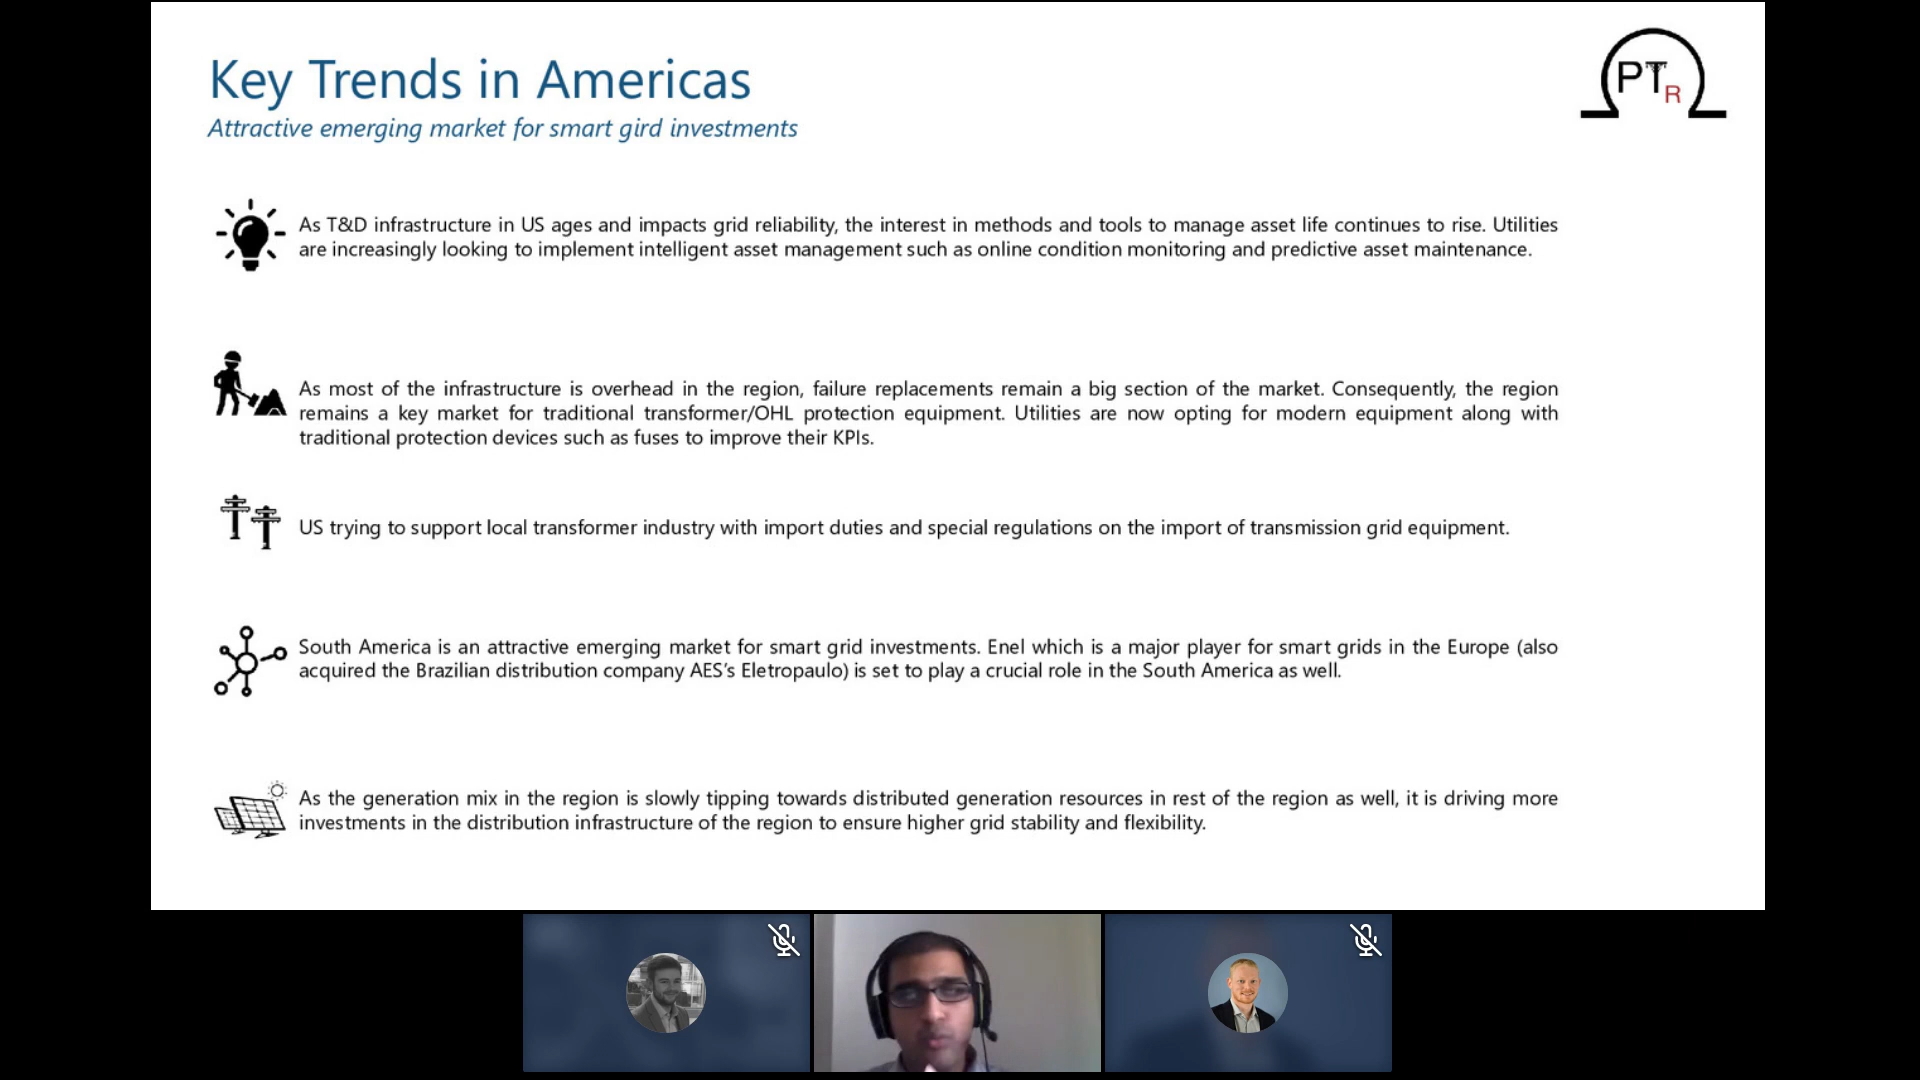 Key Trends in Americas
Attractive emerging market for smart gird investments
PTR
As T&D infrastructure in US ages and impacts grid reliability, the interest in methods and tools to manage asset life continues to rise. Utilities
are increasingly looking to implement intelligent asset management such as online condition monitoring and predictive asset maintenance.
As most of the infrastructure is overhead in the region, failure replacements remain a big section of the market. Consequently, the region
remains a key market for traditional transformer/OHL protection equipment. Utilities are now opting for modern equipment along with
traditional protection devices such as fuses to improve their KPIs.
US trying to support local transformer industry with import duties and special regulations on the import of transmission grid equipment.
South America is an attractive emerging market for smart grid investments. Enel which is a major player for smart grids in the Europe (also
acquired the Brazilian distribution company AES’s Eletropaulo) is set to play a crucial role in the South America as well.
As the generation mix in the region is slowly tipping towards distributed generation resources in rest of the region as well, it is driving more
investments in the distribution infrastructure of the region to ensure higher grid stability and flexibility.